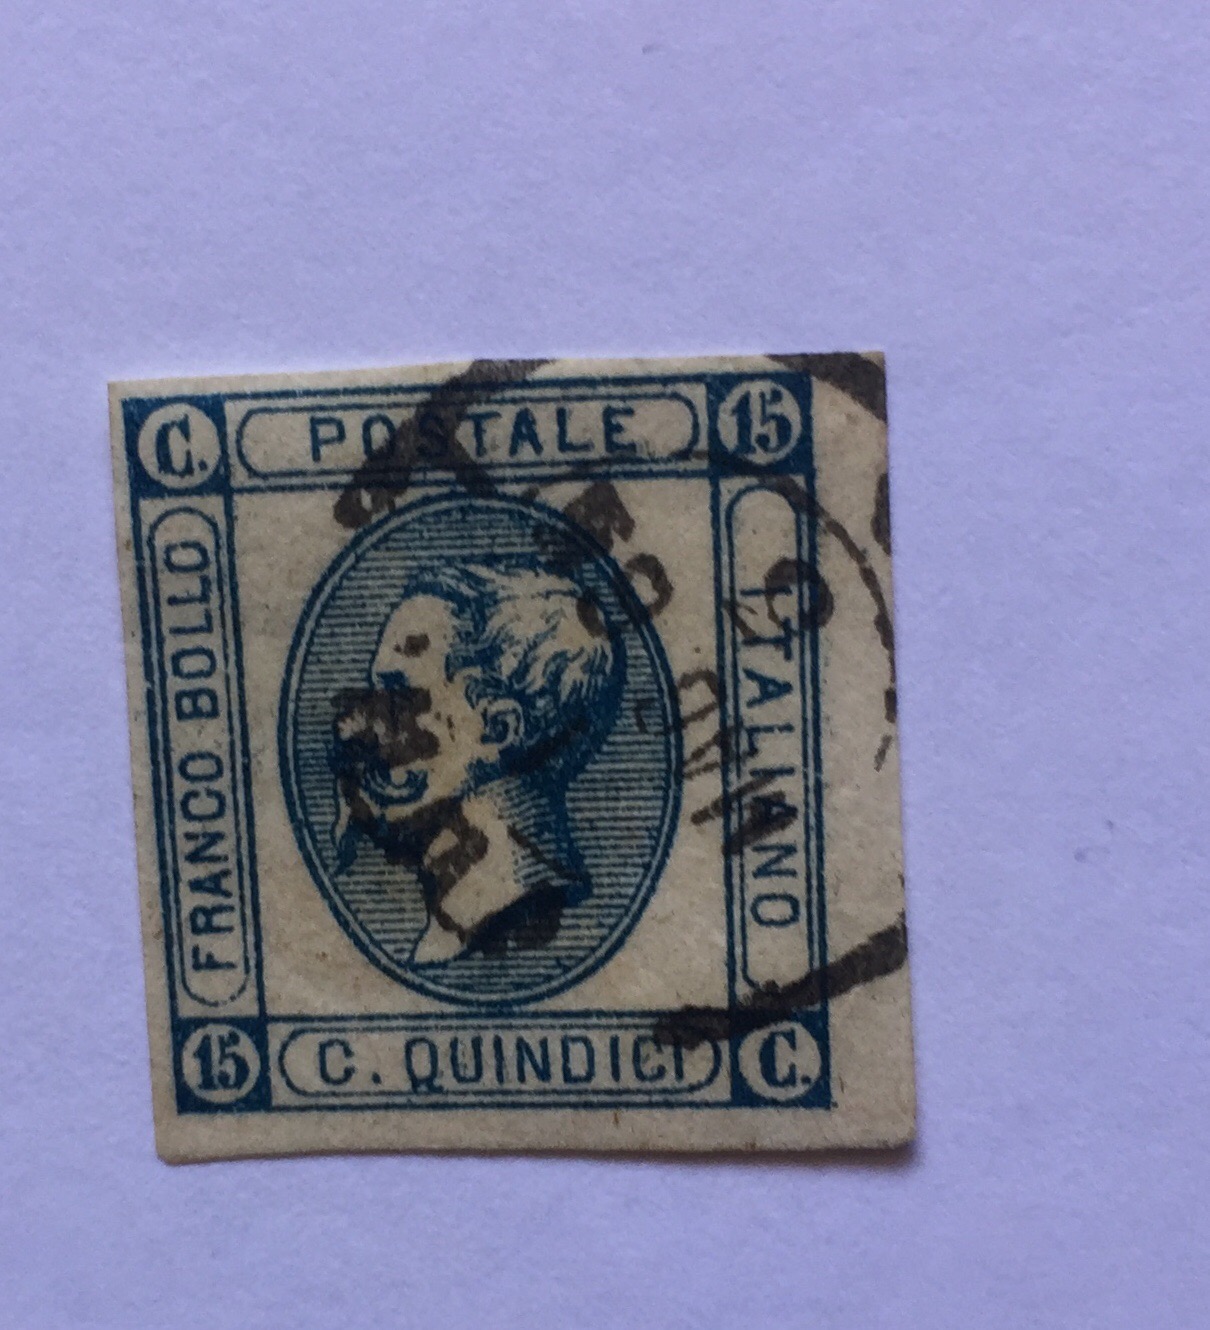 C. POSTALE 15
FRANCO BOLLO
ITALIANO
15 C. QUINDICI C.